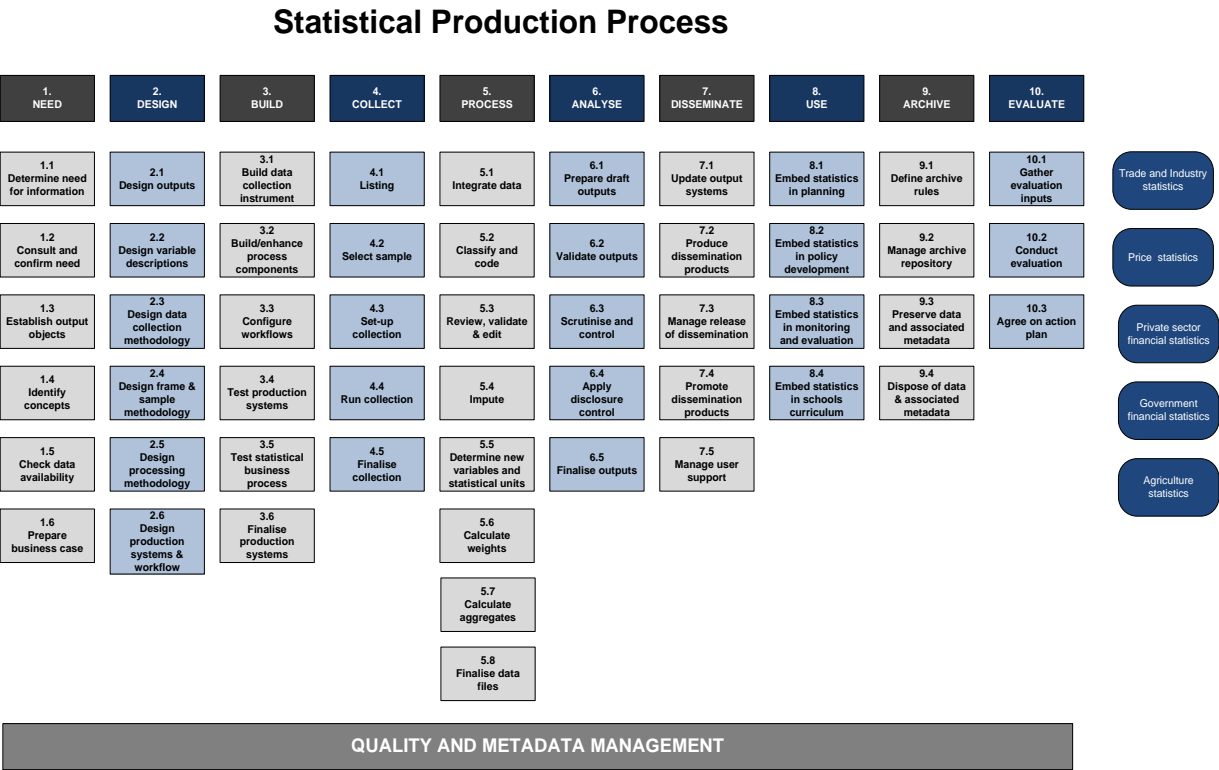 Statistical Production Process
1.
NEED
2.
DESIGN
3.
BUILD
4.
COLLECT
5.
PROCESS
6.
ANALYSE
7.
DISSEMINATE
8.
USE
9.
ARCHIVE
10.
EVALUATE
1.1
Determine need
for information
1.2
Consult and
confirm need
1.3
Establish output
objects
1.4
Identify
concepts
1.5
Check data
availability
1.6
Prepare
business case
2.1
Design outputs
2.2
Design variable
descriptions
2.3
Design data
collection
methodology
2.4
Design frame &
sample
methodology
2.5
Design
processing
methodology
2.6
Design
production
systems &
workflow
3.1
Build data
collection
instrument
3.2
Build/enhance
process
components
3.3
Configure
workflows
3.4
Test production
systems
3.5
Test statistical
business
process
3.6
Finalise
production
systems
4.1
Listing
4.2
Select sample
4.3
Set-up
collection
4.4
Run collection
4.5
Finalise
collection
5.1
Integrate data
5.2
Classify and
code
5.3
Review, validate
& edit
5.4
Impute
5.5
Determine new
variables and
statistical units
5.6
Calculate
weights
5.7
Calculate
aggregates
5.8
Finalise data
files
6.1
Prepare draft
outputs
6.2
Validate outputs
6.3
Scrutinise and
control
6.4
Apply
disclosure
control
6.5
Finalise outputs
7.1
Update output
systems
7.2
Produce
dissemination
products
7.3
Manage release
of dissemination
7.4
Promote
dissemination
products
7.5
Manage user
support
8.1
Embed statistics
in planning
8.2
Embed statistics
in policy
development
8.3
Embed statistics
in monitoring
and evaluation
8.4
Embed statistics
in schools
curriculum
9.1
Define archive
rules
9.2
Manage archive
repository
9.3
Preserve data
and associated
metadata
9.4
Dispose of data
& associated
metadata
10.1
Gather
evaluation
inputs
10.2
Conduct
evaluation
10.3
Agree on action
plan
Trade and Industry
statistics
Price statistics
Private sector
financial statistics
Government
financial statistics
Agriculture
statistics
QUALITY AND METADATA MANAGEMENT